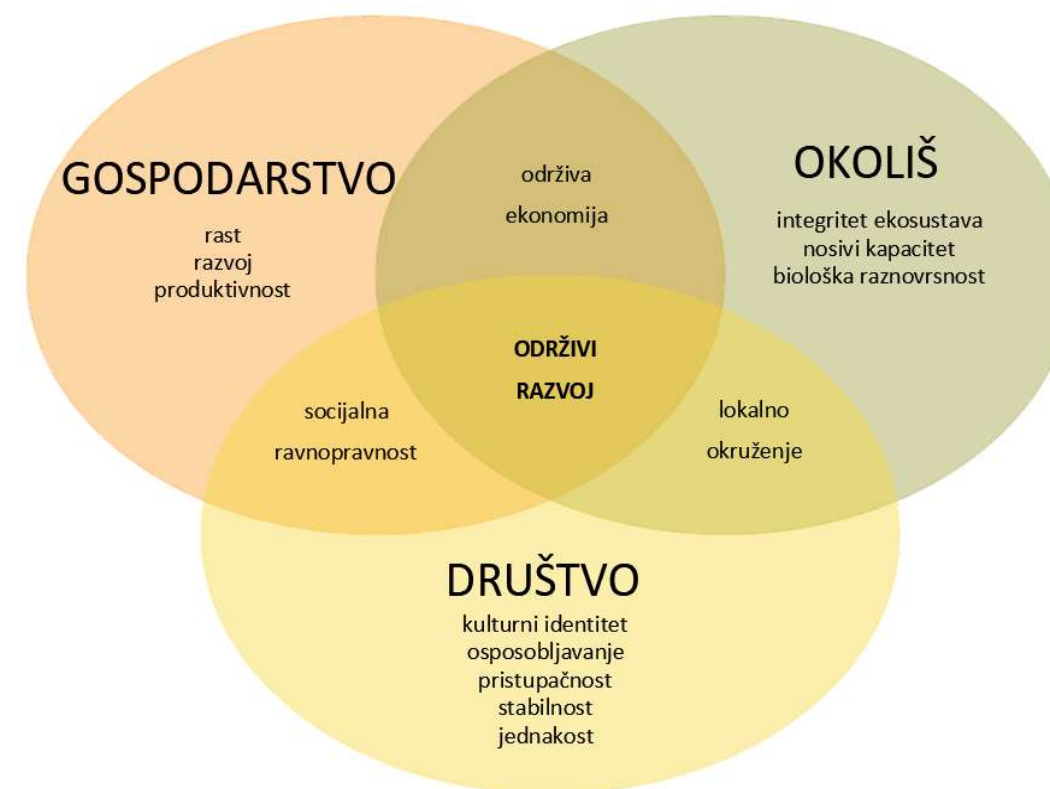 GOSPODARSTVO
rast
razvoj
produktivnost
održiva
ekonomija
OKOLIŠ
integritet ekosustava
nosivi kapacitet
biološka raznovrsnost
ODRŽIVI
RAZVOJ
socijalna
ravnopravnost
lokalno
okruženje
DRUŠTVO
kulturni identitet
osposobljavanje
pristupačnost
stabilnost
jednakost